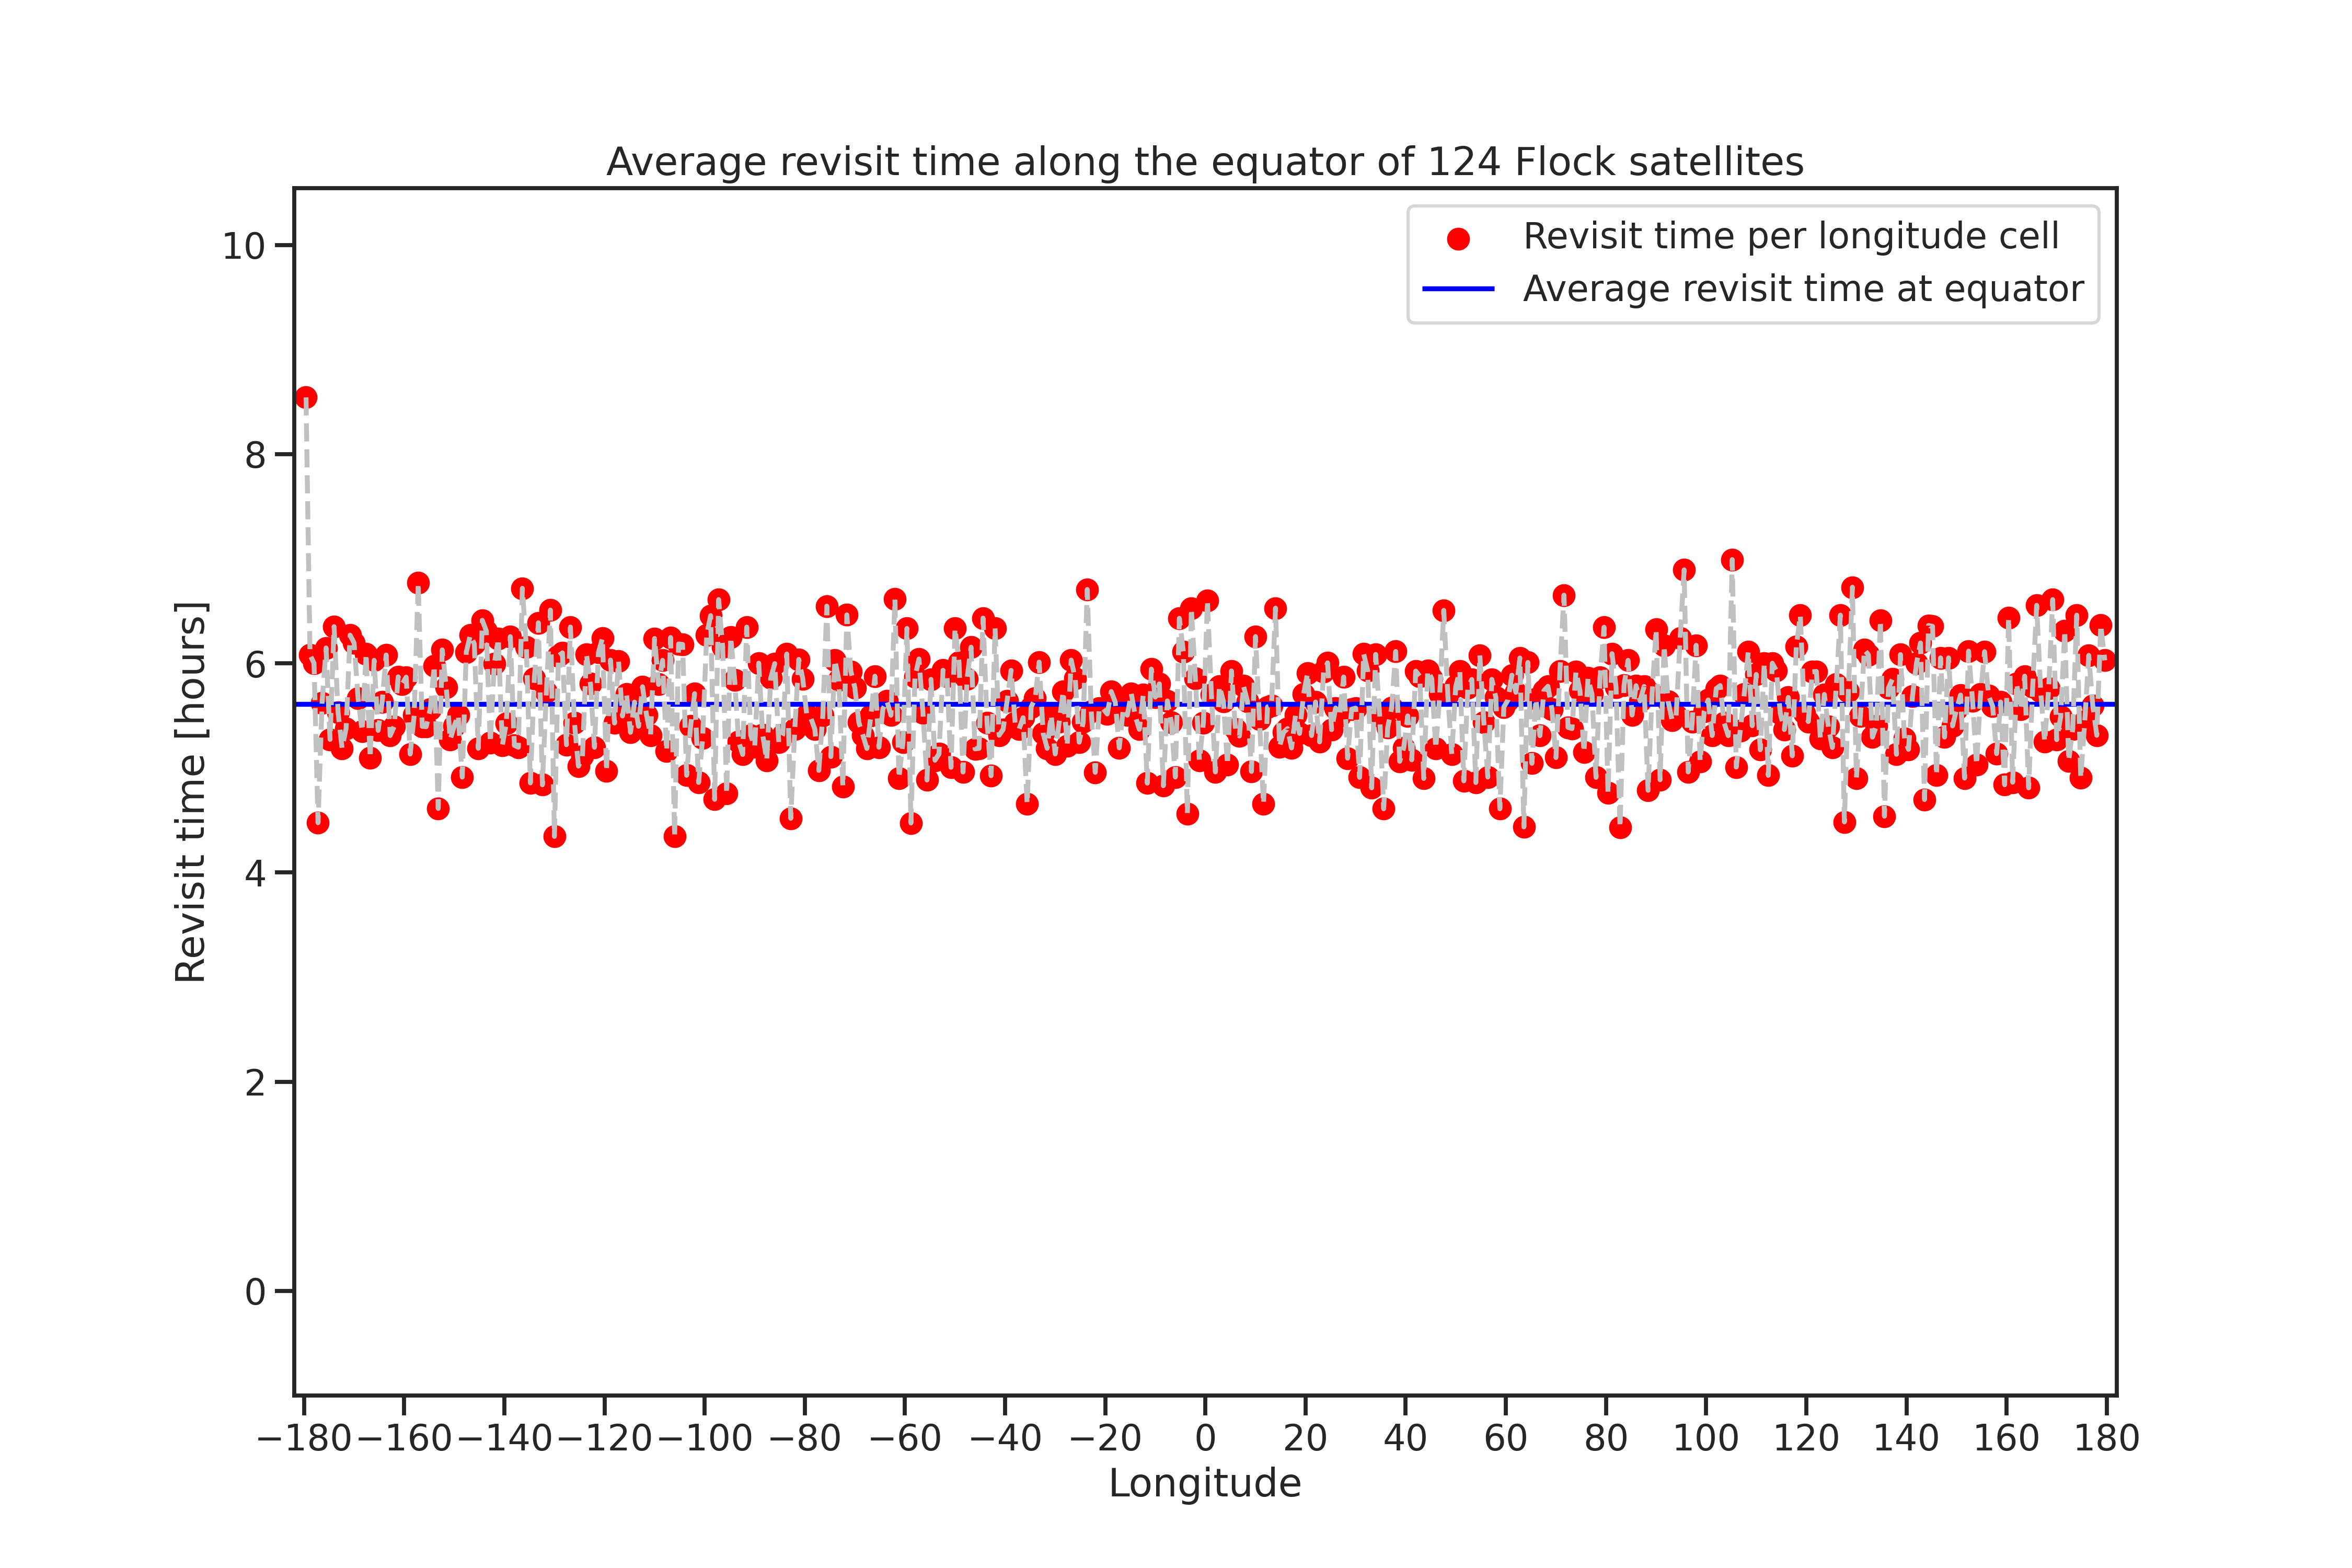 Average revisit time along the equator of 124 Flock satellites
Revisit time per longitude cell
Average revisit time at equator
Revisit time [hours]
10
8
6
4
2
0
−180 −160 −140 −120 −100 −80 −60 −40 −20 0 20 40 60 80 100 120 140 160 180
Longitude